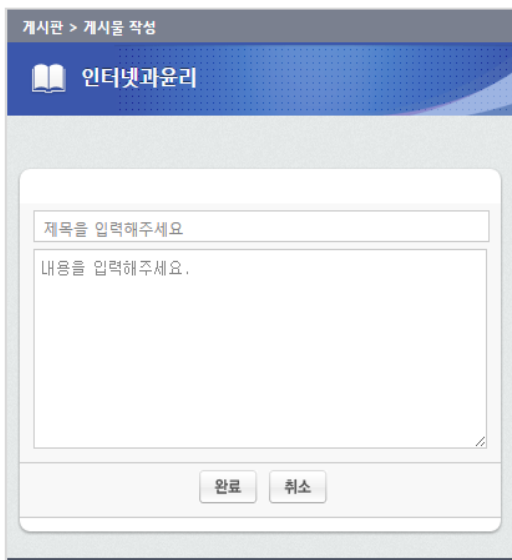 게시판 > 게시물 작성
인터넷과윤리
제목을 입력해주세요
내용을 입력해주세요.
완료
취소